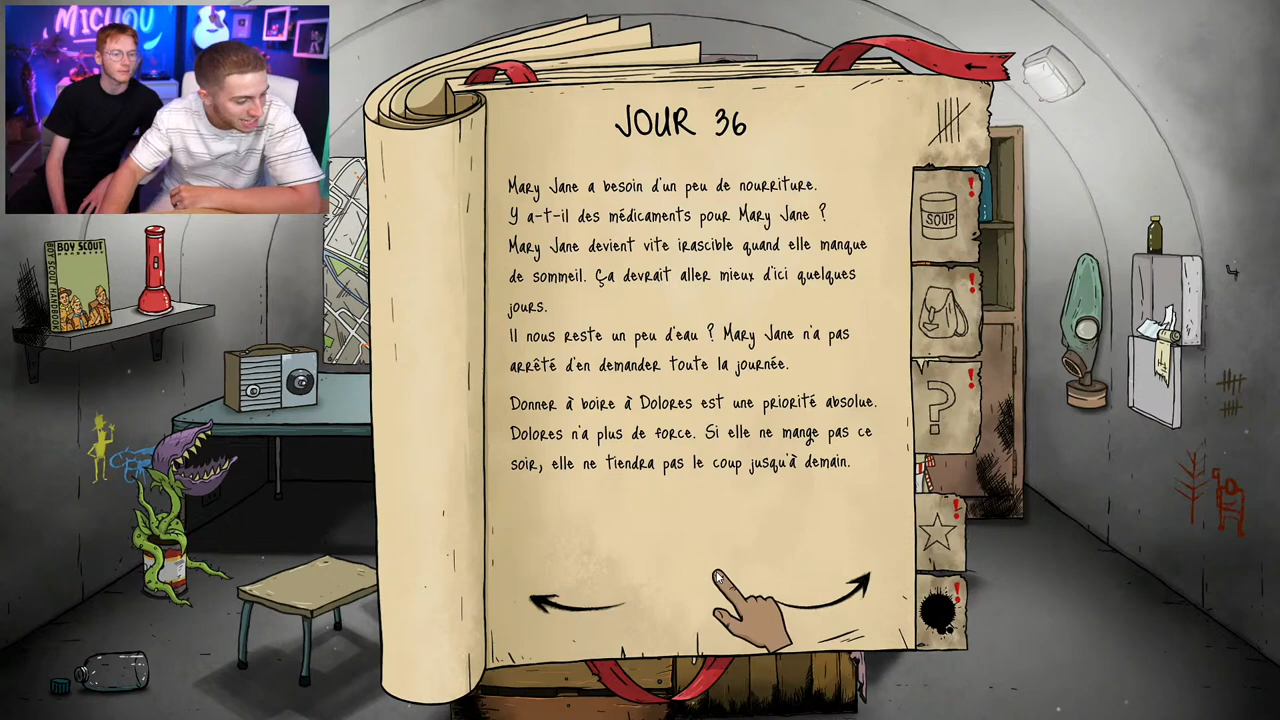 MICHOU
JOUR 36
Mary Jane a besoin d'un peu de nourriture.
Y a-t-il des médicaments pour Mary Jane ?
Mary Jane devient vite irascible quand elle manque
de sommeil. Ça devrait aller mieux d'ici quelques
jours.
Il nous reste un peu d'eau ? Mary Jane n'a pas
arrêté d'en demander toute la journée.
Donner à boire à Dolores est une priorité absolue.
Dolores n'a plus de force. Si elle ne mange pas ce
soir, elle ne tiendra pas le coup jusqu'à demain.
!
SOUP
!
!
?
!
!
BOY SCOUT
HANDBOOK
BOY SCOUT HANDBOOK